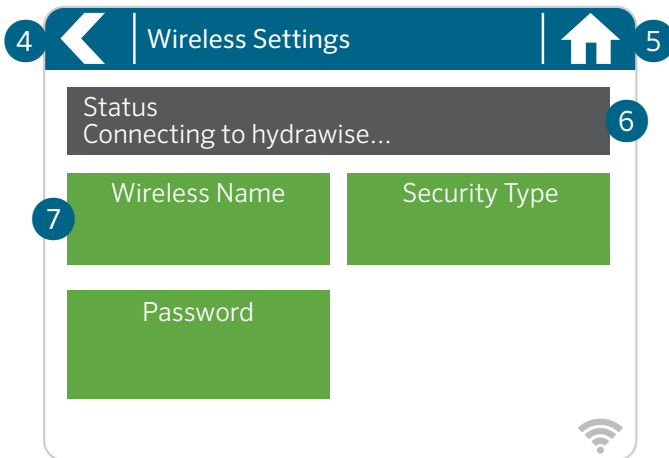 4
Wireless Settings
5
Status
Connecting to hydrawise...
6
7
Wireless Name
Security Type
Password